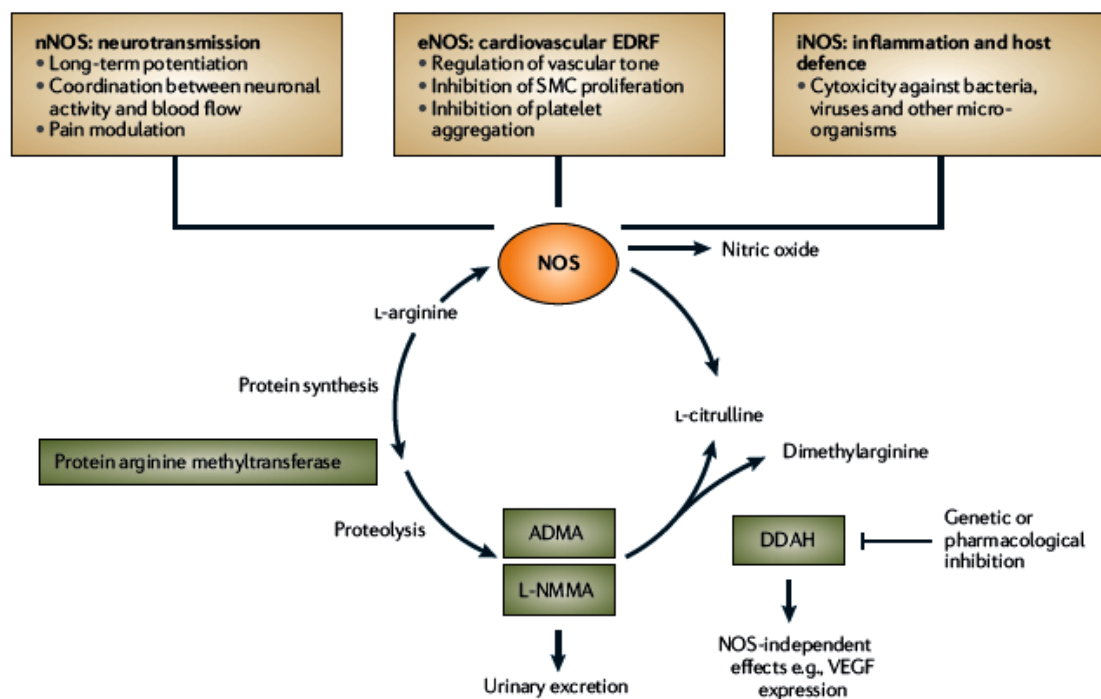 nNOS: neurotransmission
• Long-term potentiation
• Coordination between neuronal
activity and blood flow
• Pain modulation
eNOS: cardiovascular EDRF
• Regulation of vascular tone
• Inhibition of SMC proliferation
• Inhibition of platelet
aggregation
iNOS: inflammation and host
defence
• Cytoxicity against bacteria,
viruses and other micro-
organisms
NOS
Nitric oxide
L-arginine
Protein synthesis
L-citrulline
Protein arginine methyltransferase
Dimethylarginine
Proteolysis
ADMA
L-NMMA
DDAH
Genetic or
pharmacological
inhibition
Urinary excretion
NOS-independent
effects e.g., VEGF
expression